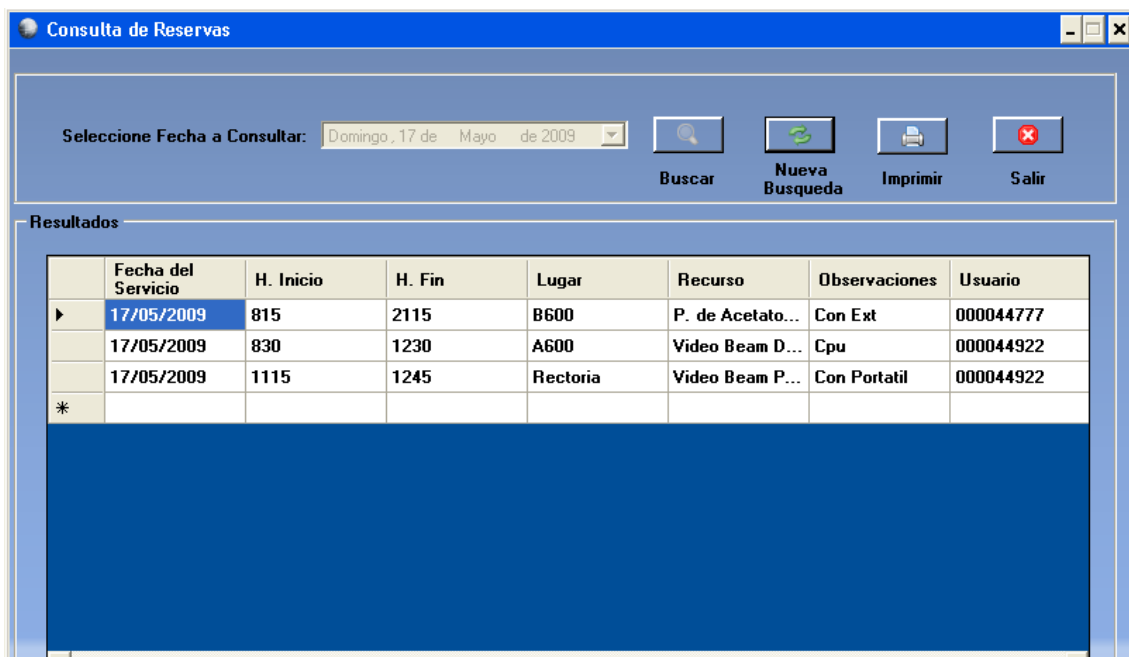 Consulta de Reservas
Seleccione Fecha a Consultar: Domingo, 17 de Mayo de 2009
Buscar
Nueva
Busqueda
Imprimir
Salir
Resultados
Fecha del
Servicio
H. Inicio
H. Fin
Lugar
Recurso
Observaciones
Usuario
17/05/2009 815 2115 B600 P. de Acetato... Con Ext 000044777
17/05/2009 830 1230 A600 Video Beam D... Cpu 000044922
17/05/2009 1115 1245 Rectoria Video Beam P... Con Portatil 000044922